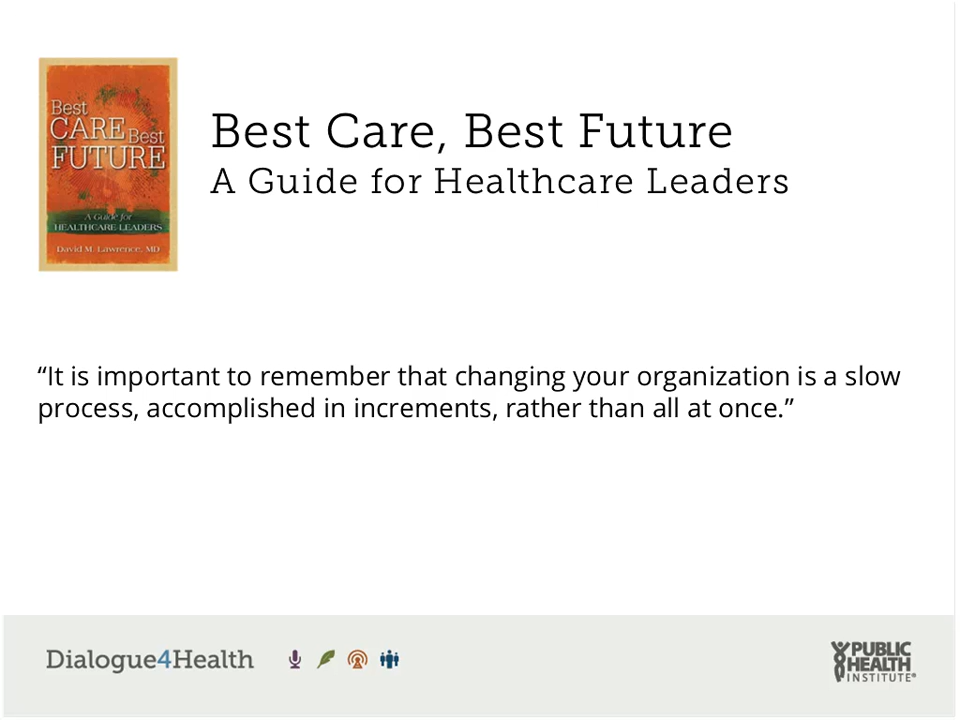 Best
CARE Best
FUTURE
A Guide for
HEALTHCARE LEADERS
David M. Lawrence, MD
Best Care, Best Future
A Guide for Healthcare Leaders
“It is important to remember that changing your organization is a slow
process, accomplished in increments, rather than all at once.”
Dialogue4Health
PUBLIC
HEALTH
INSTITUTE®